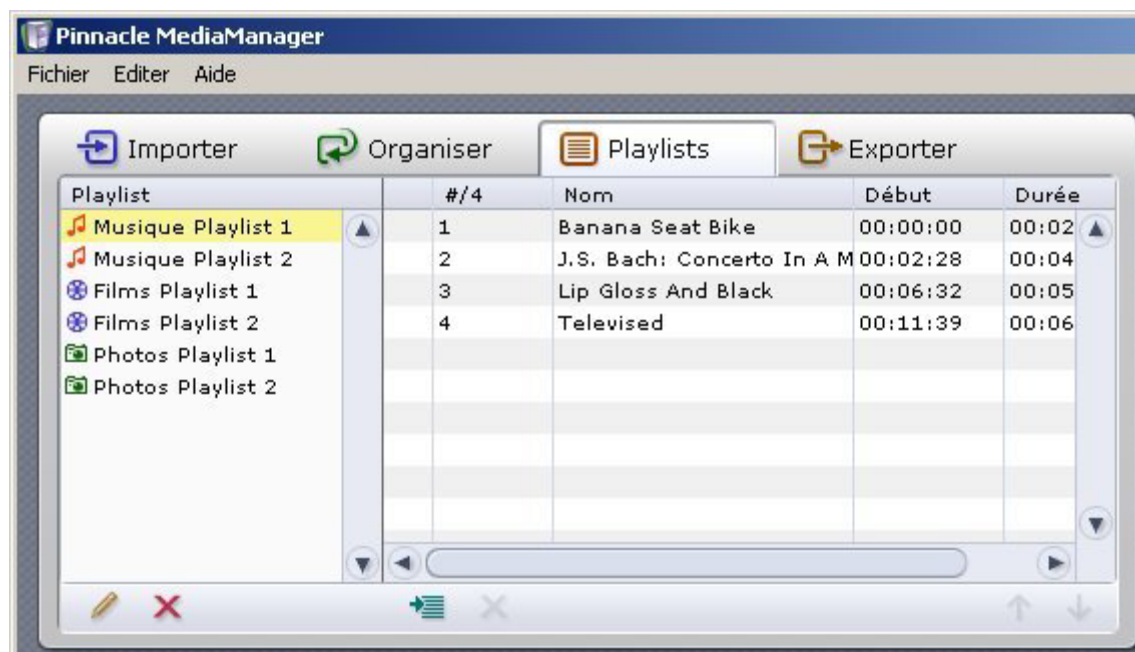 Pinnacle MediaManager
Fichier Editer Aide
Importer Organiser Playlists Exporter
Playlist #/4 Nom Début Durée
Musique Playlist 1 1 Banana Seat Bike 00:00:00 00:02
Musique Playlist 2 2 J.S. Bach: Concerto In A M 00:02:28 00:04
Films Playlist 1 3 Lip Gloss And Black 00:06:32 00:05
Films Playlist 2 4 Televised 00:11:39 00:06
Photos Playlist 1
Photos Playlist 2